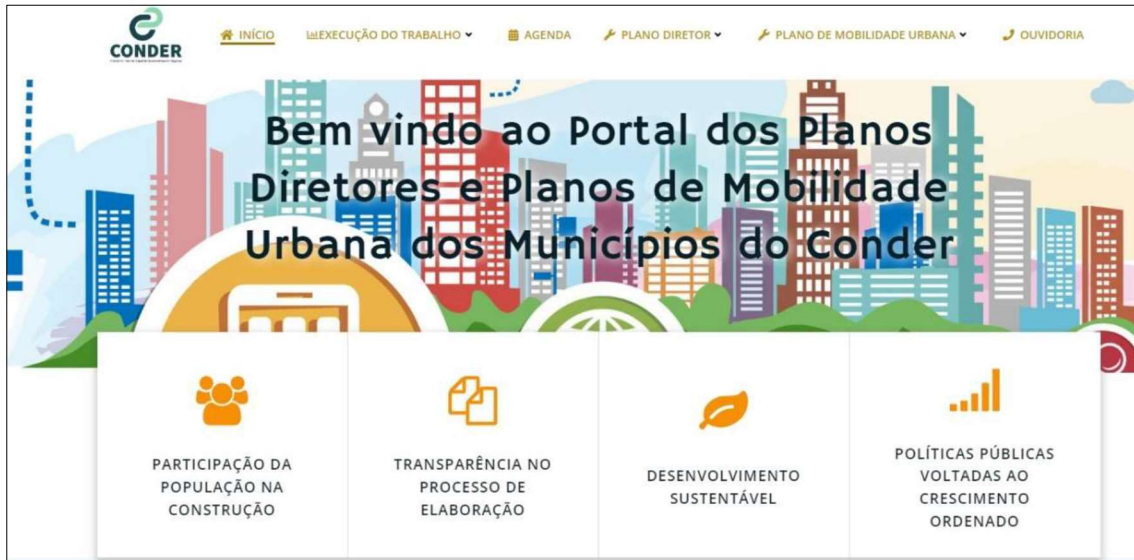 CONDER
INÍCIO
EXECUÇÃO DO TRABALHO
AGENDA
PLANO DIRETOR
PLANO DE MOBILIDADE URBANA
OUVIDORIA
Bem vindo ao Portal dos Planos
Diretores e Planos de Mobilidade
Urbana dos Municípios do Conder
PARTICIPAÇÃO DA
POPULAÇÃO NA
CONSTRUÇÃO
TRANSPARÊNCIA NO
PROCESSO DE
ELABORAÇÃO
DESENVOLVIMENTO
SUSTENTÁVEL
POLÍTICAS PÚBLICAS
VOLTADAS AO
CRESCIMENTO
ORDENADO